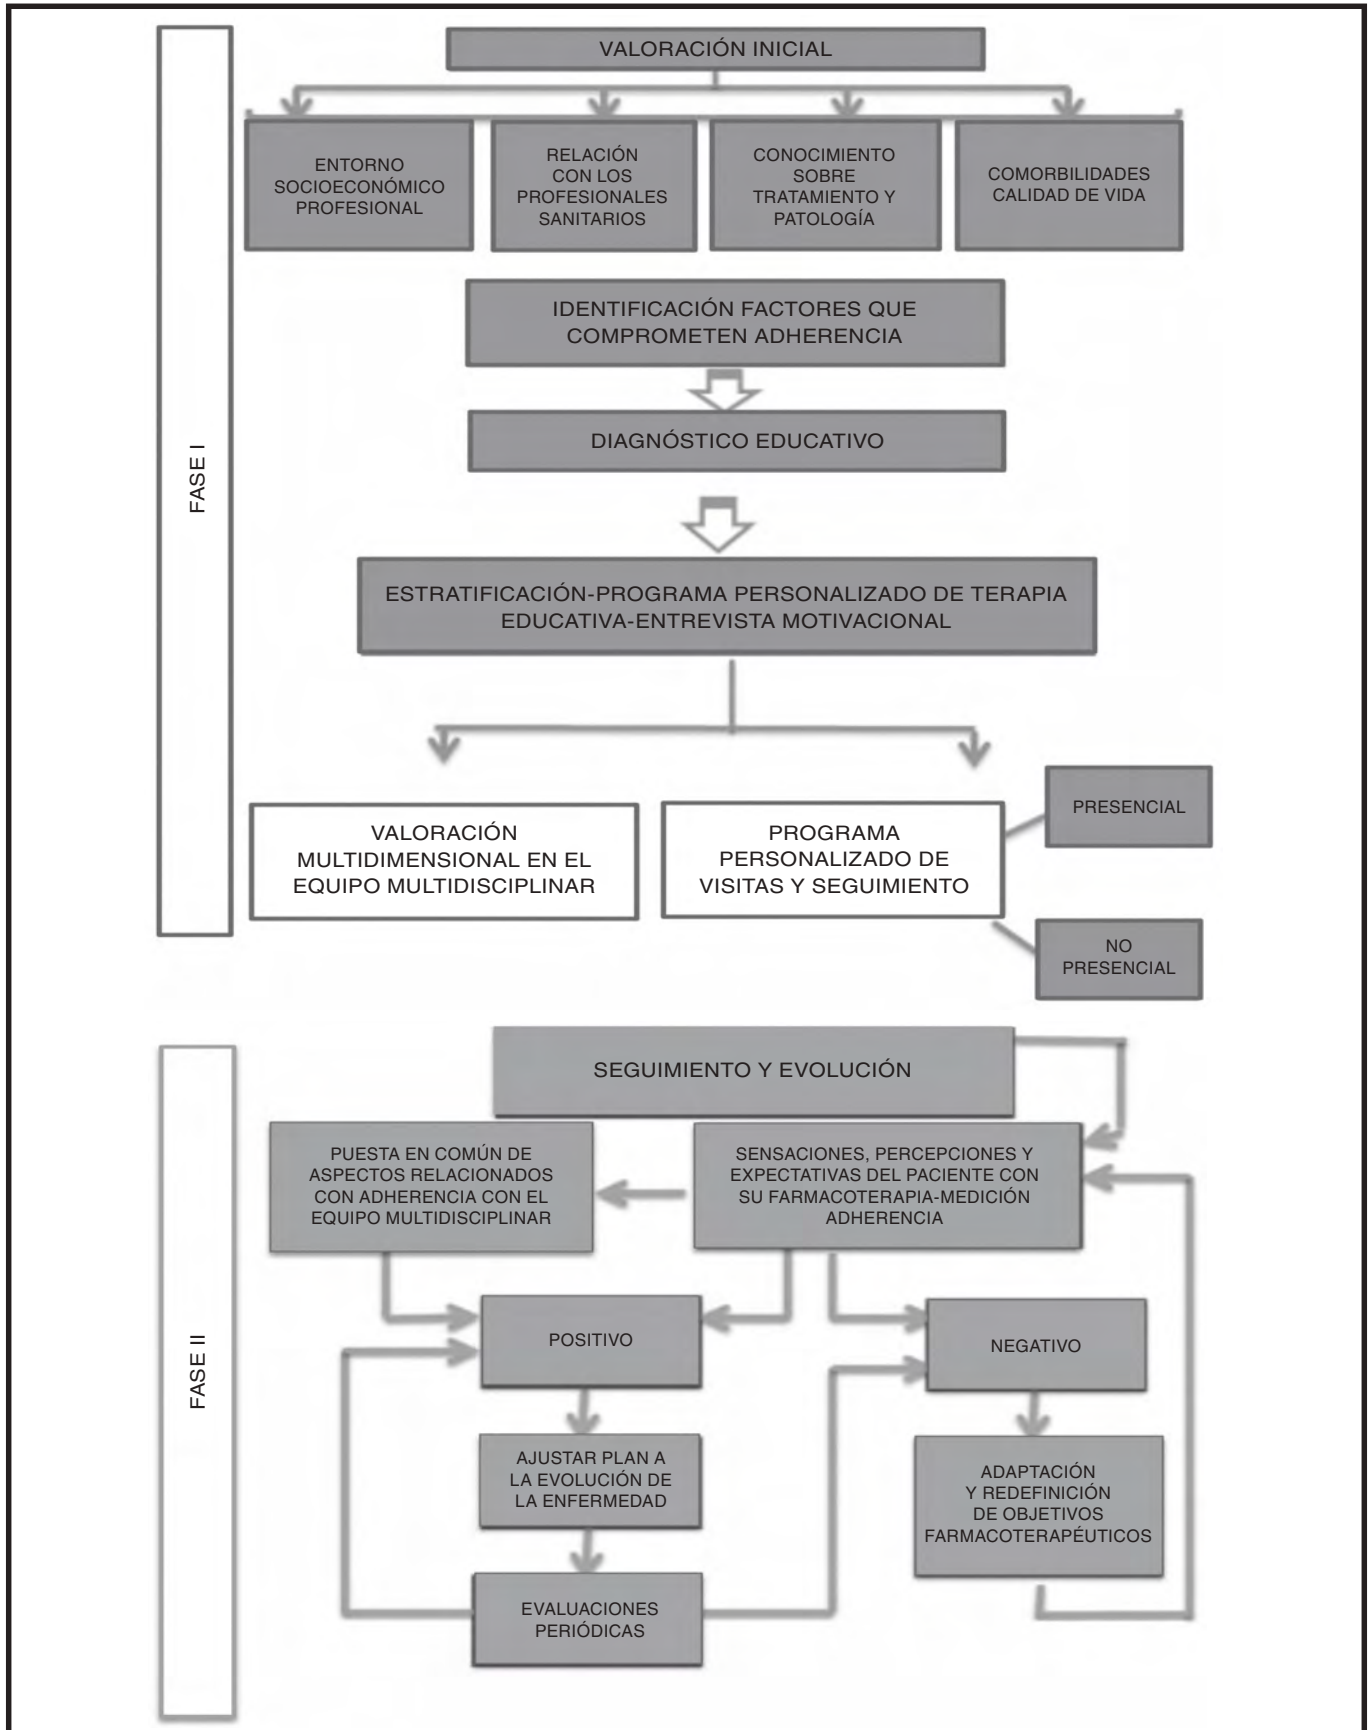 FASE I
VALORACIÓN INICIAL
ENTORNO
SOCIOECONÓMICO
PROFESIONAL
RELACIÓN
CON LOS
PROFESIONALES
SANITARIOS
CONOCIMIENTO
SOBRE
TRATAMIENTO Y
PATOLOGÍA
COMORBILIDADES
CALIDAD DE VIDA
IDENTIFICACIÓN FACTORES QUE
COMPROMETEN ADHERENCIA
DIAGNÓSTICO EDUCATIVO
ESTRATIFICACIÓN-PROGRAMA PERSONALIZADO DE TERAPIA
EDUCATIVA-ENTREVISTA MOTIVACIONAL
VALORACIÓN
MULTIDIMENSIONAL EN EL
EQUIPO MULTIDISCIPLINAR
PROGRAMA
PERSONALIZADO DE
VISITAS Y SEGUIMIENTO
PRESENCIAL
NO
PRESENCIAL
FASE II
SEGUIMIENTO Y EVOLUCIÓN
PUESTA EN COMÚN DE
ASPECTOS RELACIONADOS
CON ADHERENCIA CON EL
EQUIPO MULTIDISCIPLINAR
SENSACIONES, PERCEPCIONES Y
EXPECTATIVAS DEL PACIENTE CON
SU FARMACOTERAPIA-MEDICIÓN
ADHERENCIA
POSITIVO
NEGATIVO
AJUSTAR PLAN A
LA EVOLUCIÓN DE
LA ENFERMEDAD
ADAPTACIÓN
Y REDEFINICIÓN
DE OBJETIVOS
FARMACOTERAPÉUTICOS
EVALUACIONES
PERIÓDICAS